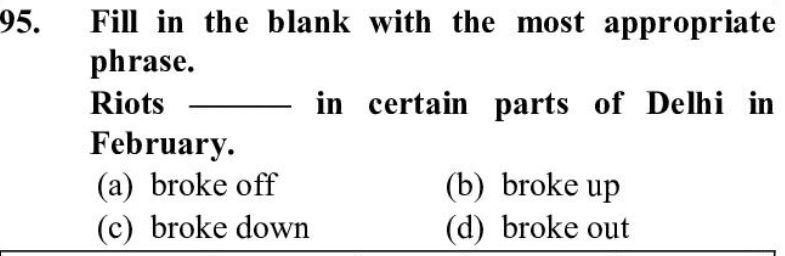 95. Fill in the blank with the most appropriate
phrase.
Riots ——— in certain parts of Delhi in
February.
(a) broke off (b) broke up
(c) broke down (d) broke out